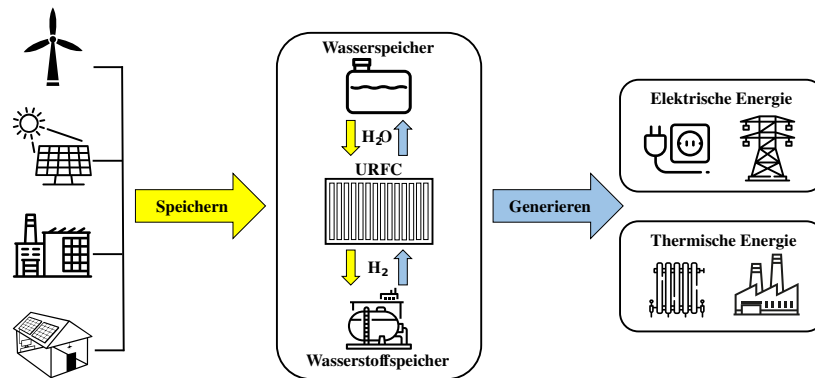 Speichern
Wasserspeicher
H₂O
URFC
H₂
Wasserstoffspeicher
Generieren
Elektrische Energie
Thermische Energie